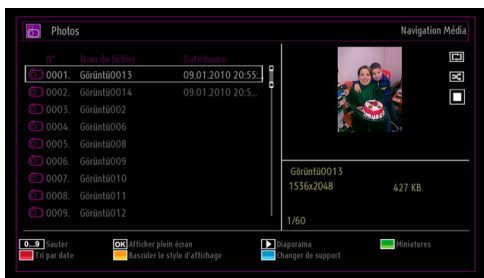 Photos
Navigation Média
N° Nom du fichier Date/heure
0001. Görüntü0013 09.01.2010 20:55:...
0002. Görüntü0014 09.01.2010 20:5...
0003. Görüntü002
0004. Görüntü006
0005. Görüntü008
0006. Görüntü009
0007. Görüntü010
0008. Görüntü011
0009. Görüntü012
Görüntü0013
1536x2048 427 KB
1/60
0...9 Sauter OK Afficher plein écran Diaporama Miniatures
Tri par date Basculer le style d'affichage Changer de support